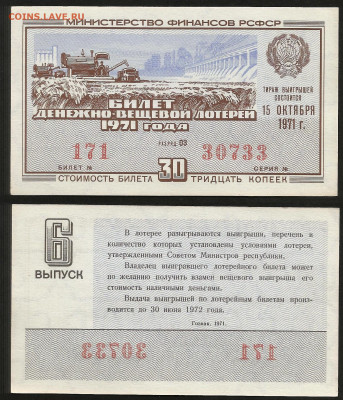 COINS.LAVE.RU
МИНИСТЕРСТВО ФИНАНСОВ РСФСР
ТИРАЖ ВЫИГРЫШЕЙ
СОСТОИТСЯ
15 ОКТЯБРЯ
1971 г.
БИЛЕТ
ДЕНЕЖНО-ВЕЩЕВОЙ ЛОТЕРЕИ
1971 ГОДА
РАЗРЯД 03
171
30733
БИЛЕТ №
30
СЕРИЯ №
СТОИМОСТЬ БИЛЕТА
ТРИДЦАТЬ КОПЕЕК
6
ВЫПУСК
В лотерее разыгрываются выигрыши, перечень и
количество которых установлены условиями лотереи,
утвержденными Советом Министров республики.
Владелец выигравшего лотерейного билета может
по желанию получить взамен вещевого выигрыша его
стоимость наличными деньгами.
Выдача выигрышей по лотерейным билетам произ-
водится до 30 июня 1972 года.
Гознак. 1971.
30733
171